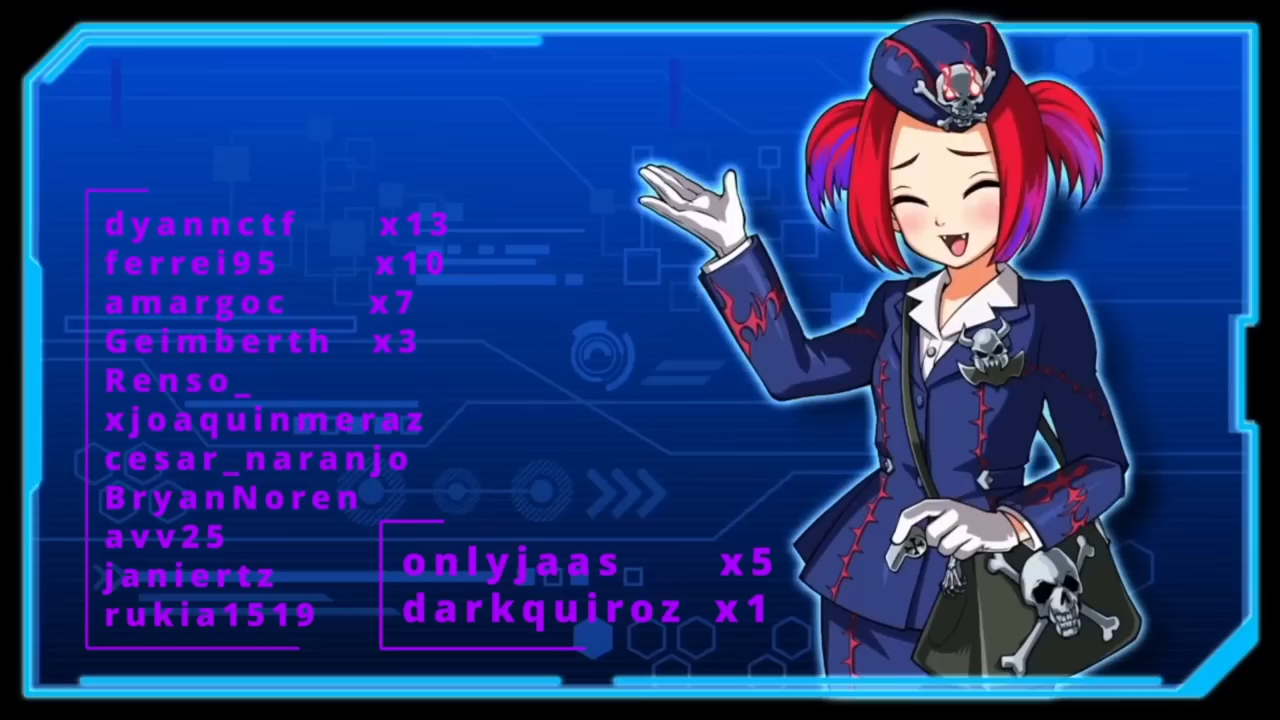 dyannctf x13
ferrei95 x10
amargoc x7
Geimberth x3
Renso_
xjoaquinmeraz
cesar_naranjo
BryanNoren
avv25
janiertz
rukia1519
onlyjaas x5
darkquiroz x1